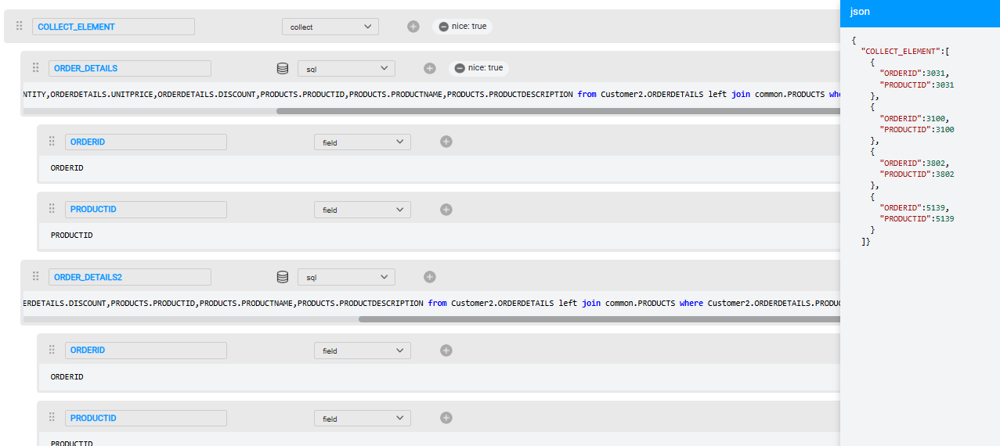 COLLECT_ELEMENT collect nice: true
ORDER_DETAILS sql nice: true
NTITY,ORDERDETAILS.UNITPRICE,ORDERDETAILS.DISCOUNT,PRODUCTS.PRODUCTID,PRODUCTS.PRODUCTNAME,PRODUCTS.PRODUCTDESCRIPTION from Customer2.ORDERDETAILS left join common.PRODUCTS whe
ORDERID field
ORDERID
PRODUCTID field
PRODUCTID
ORDER_DETAILS2 sql
ERDETAILS.DISCOUNT,PRODUCTS.PRODUCTID,PRODUCTS.PRODUCTNAME,PRODUCTS.PRODUCTDESCRIPTION from Customer2.ORDERDETAILS left join common.PRODUCTS where Customer2.ORDERDETAILS.PRODUC
ORDERID field
ORDERID
PRODUCTID field
PRODUCTID
json
{
"COLLECT_ELEMENT":[
{
"ORDERID":3031,
"PRODUCTID":3031
},
{
"ORDERID":3100,
"PRODUCTID":3100
},
{
"ORDERID":3802,
"PRODUCTID":3802
},
{
"ORDERID":5139,
"PRODUCTID":5139
}
]}